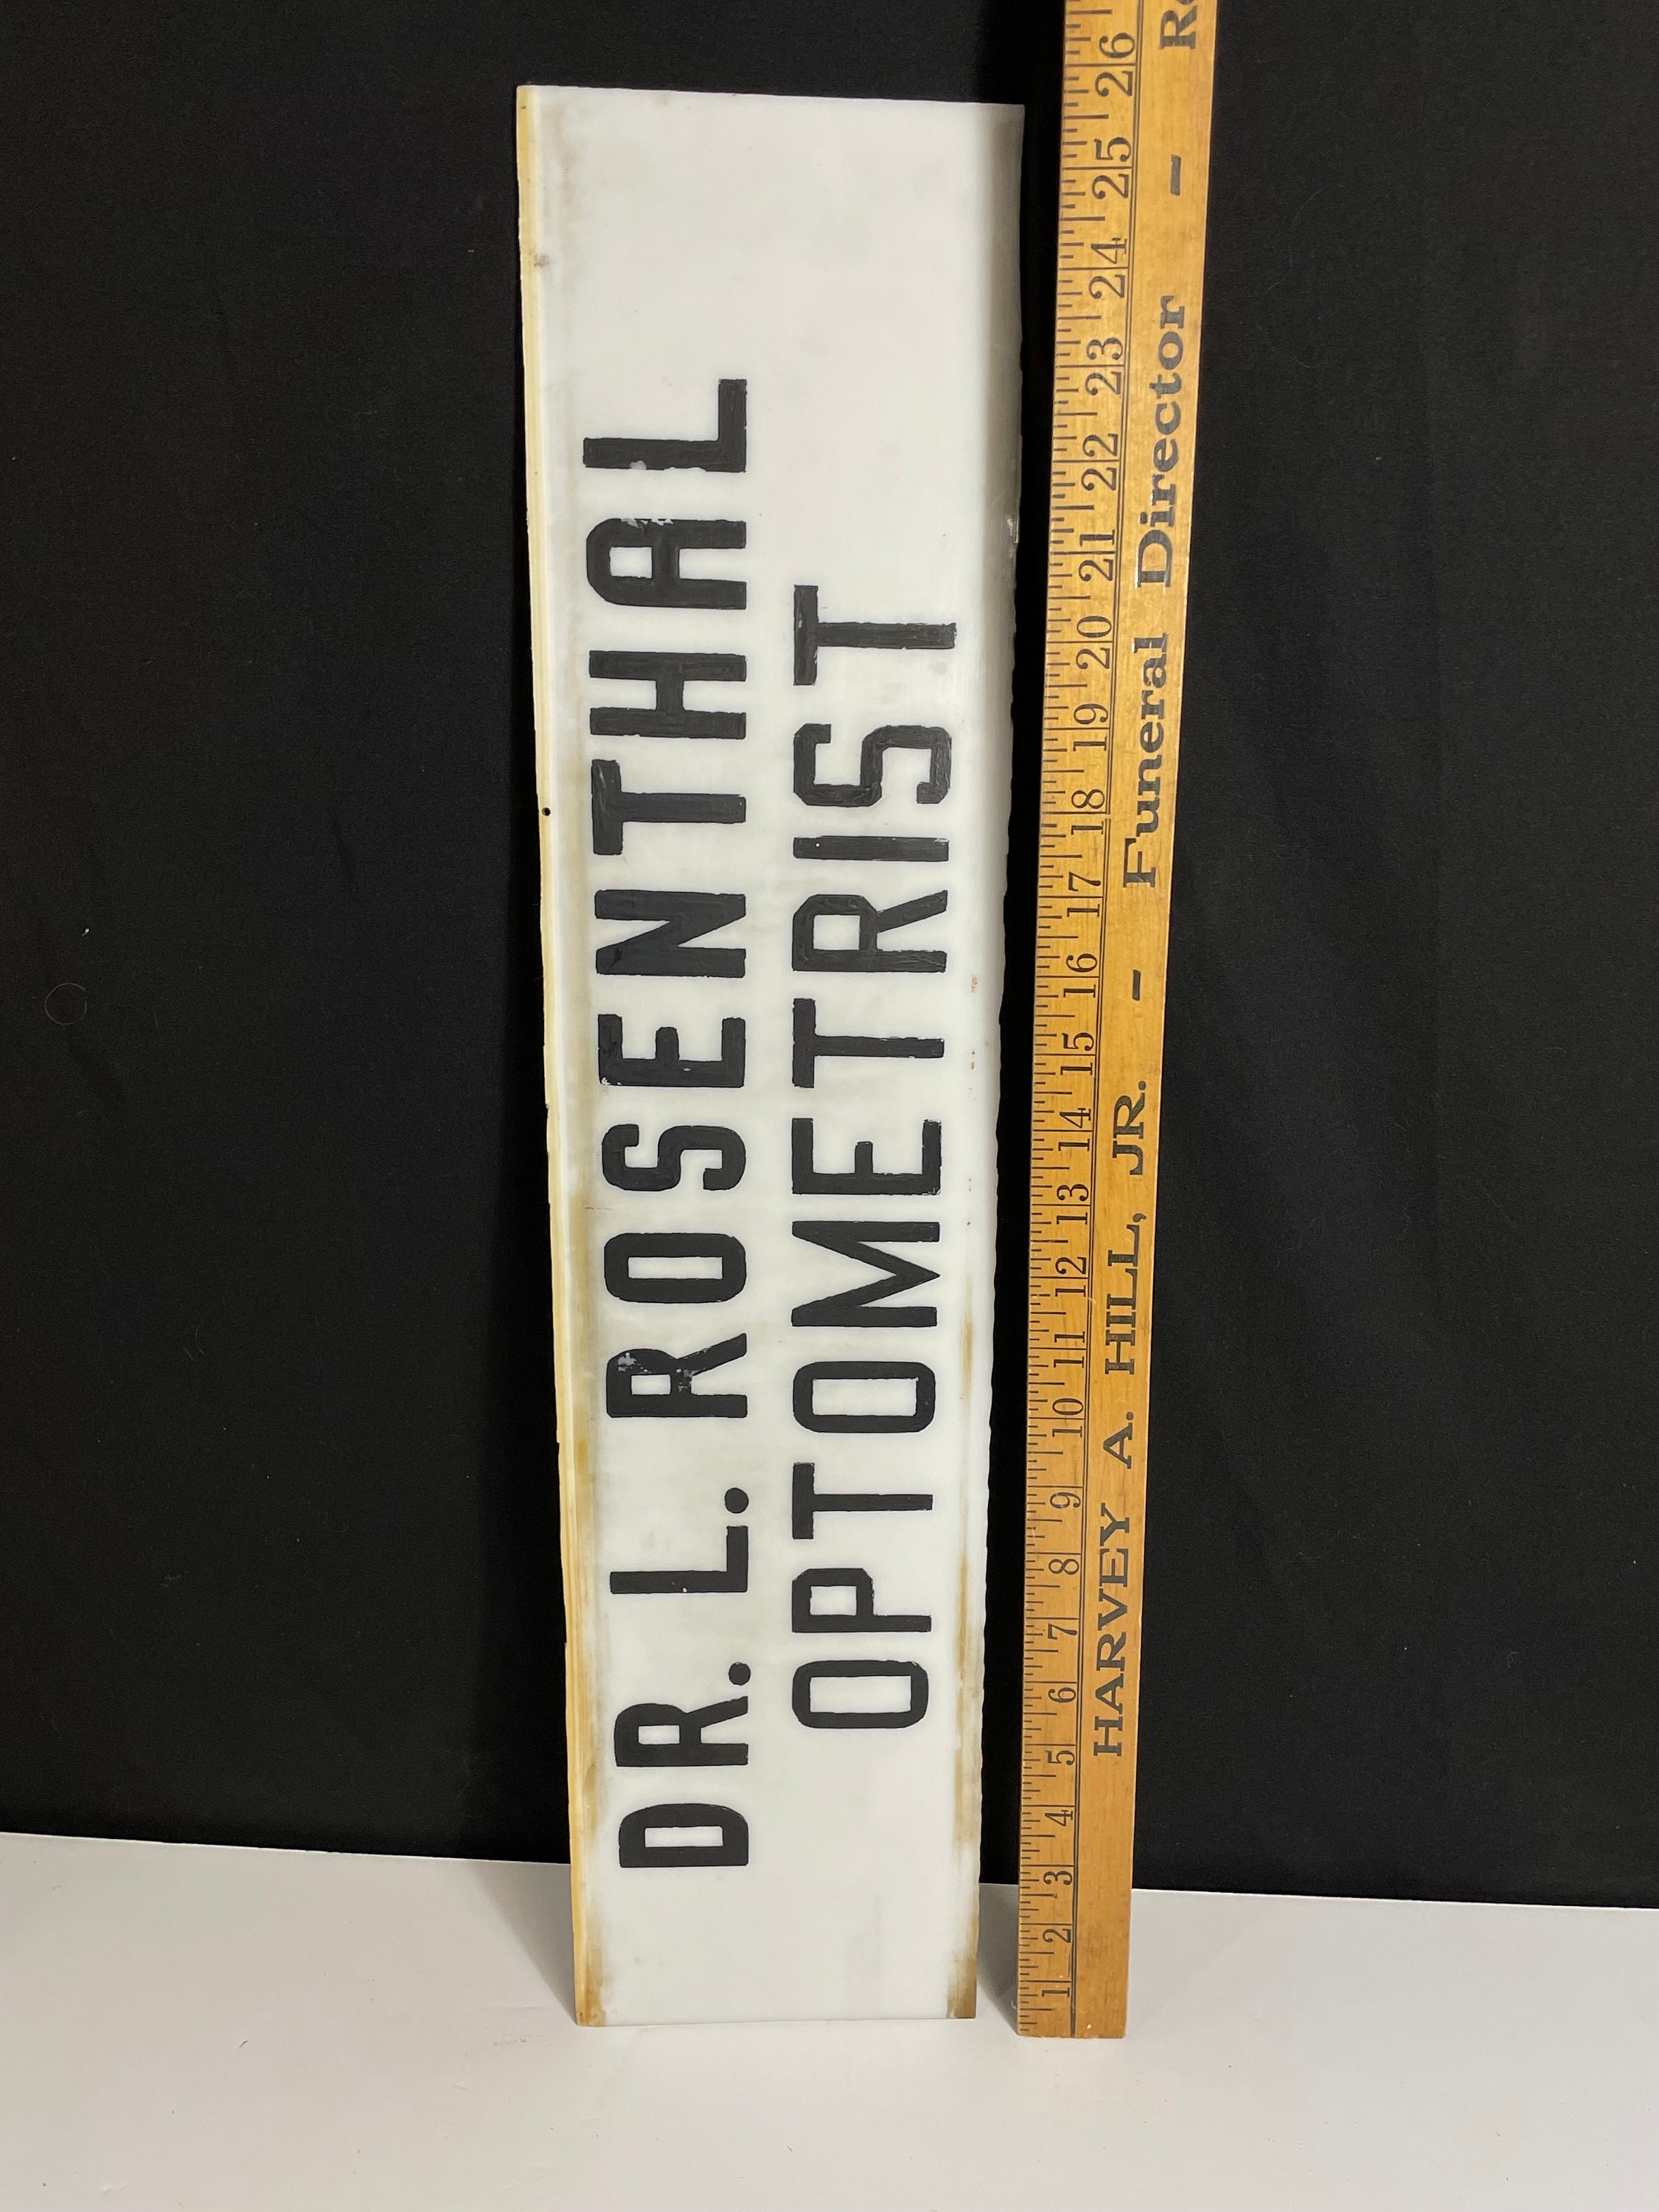 DR. L. ROSENTHAL
OPTOMETRIST
1 2 3 4 5 6 7 8 9 10 11 12 13 14 15 16 17 18 19 20 21 22 23 24 25 26
HARVEY A. HILL, JR. - Funeral Director -